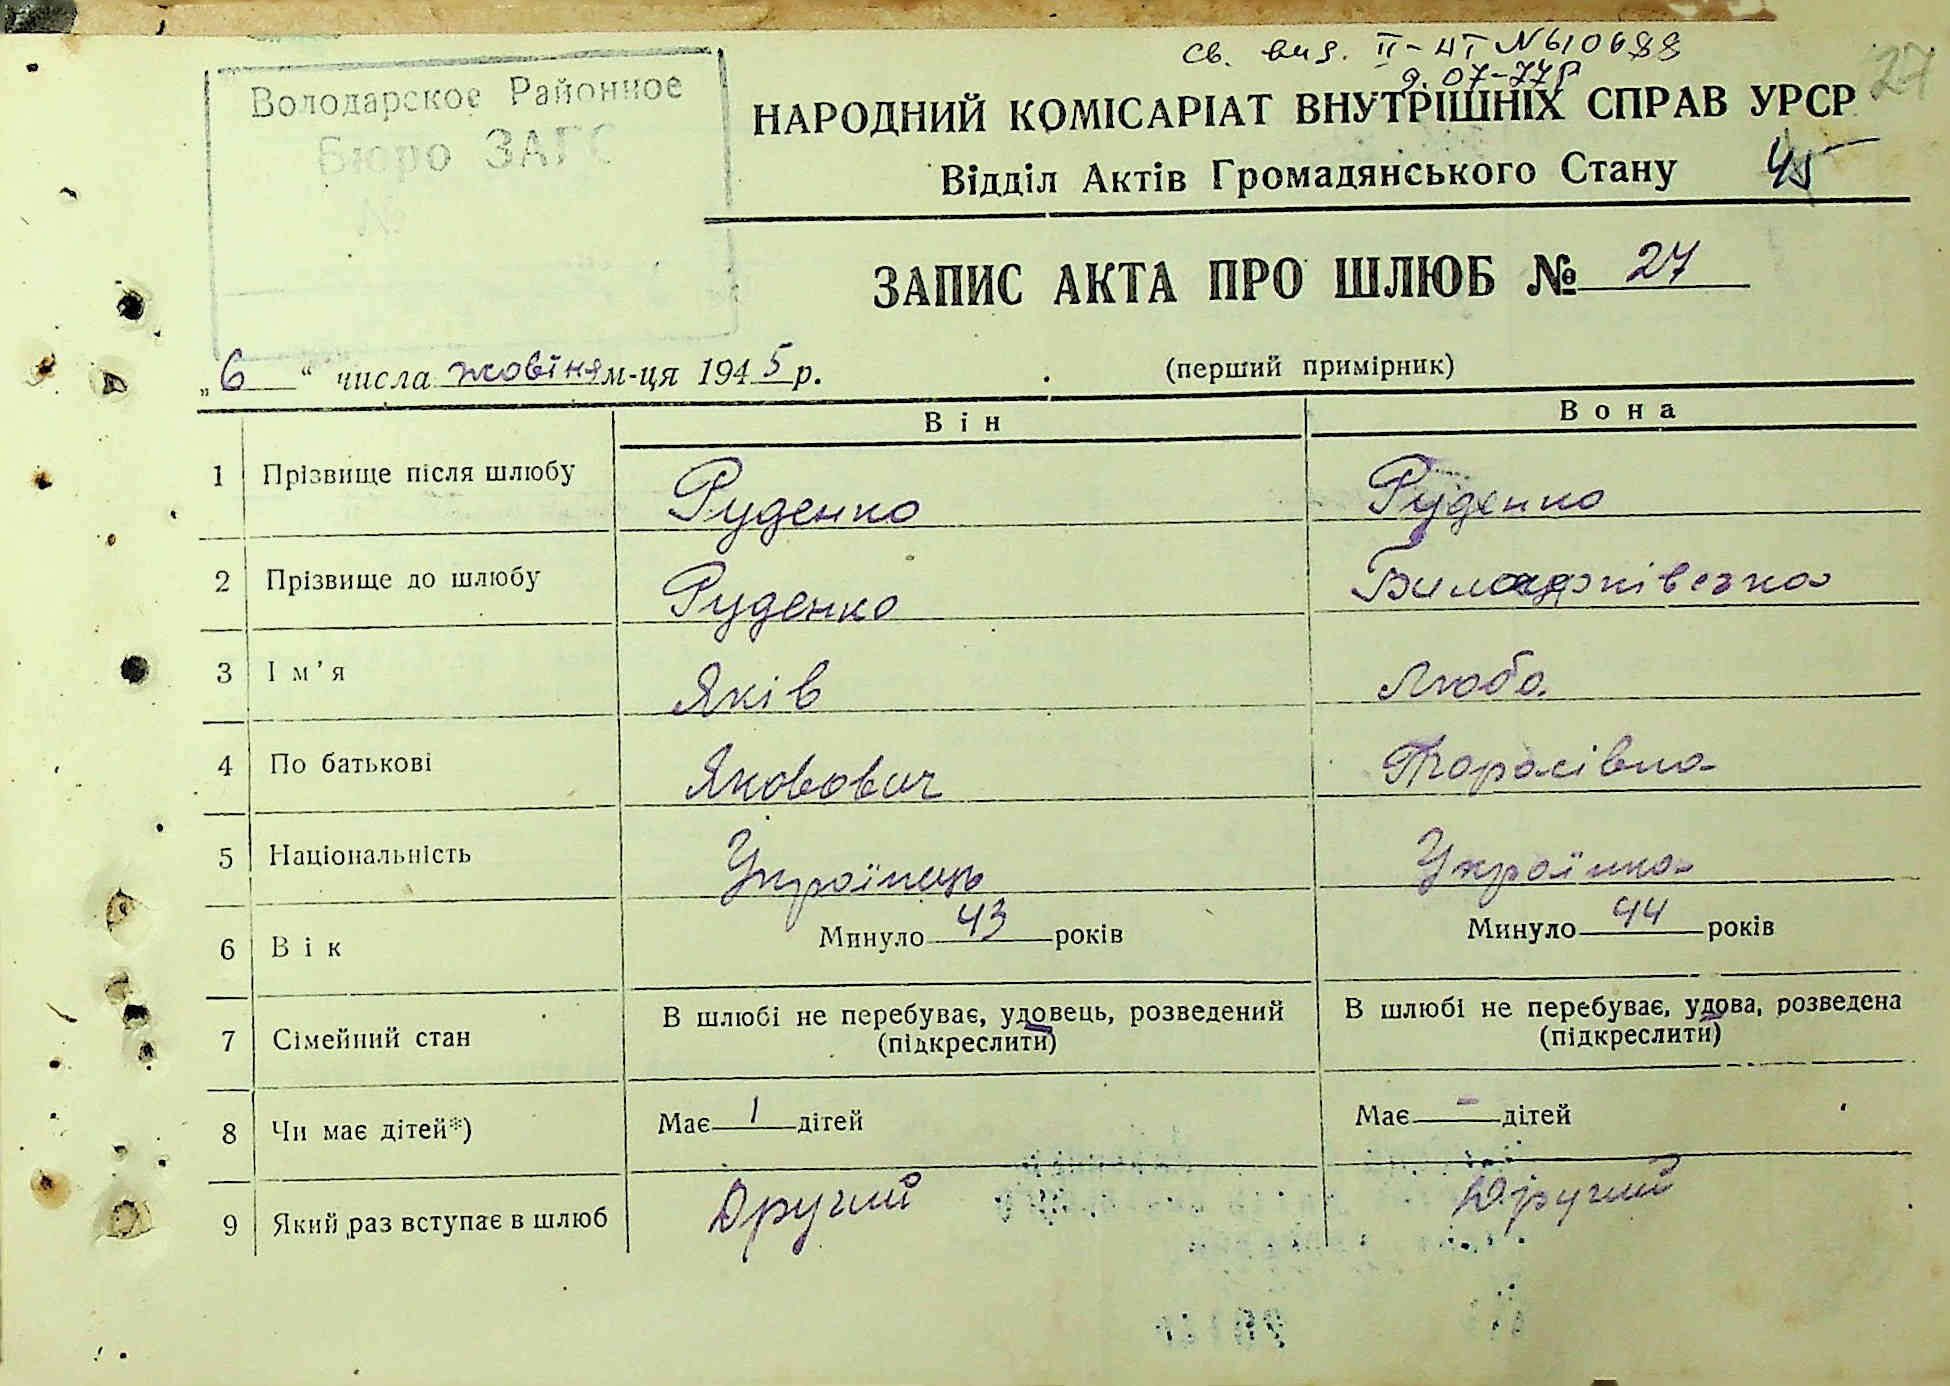 св. вид. ІІ-НГ №610688
9.07-77р
27
Володарское Районное
Бюро ЗАГС
№
НАРОДНИЙ КОМІСАРІАТ ВНУТРІШНІХ СПРАВ УРСР
Відділ Актів Громадянського Стану 45
ЗАПИС АКТА ПРО ШЛЮБ № 27
„6“ числа жовтня м-ця 1945 р.
(перший примірник)
Він Вона
1 Прізвище після шлюбу Руденко Руденко
2 Прізвище до шлюбу Руденко
3 Ім'я Яків Люба
4 По батькові Якович Тарасівна
5 Національність Українець Українка
6 Вік Минуло 43 років Минуло 44 років
7 Сімейний стан В шлюбі не перебуває, удовець, розведений (підкреслити) В шлюбі не перебуває, удова, розведена (підкреслити)
8 Чи має дітей*) Має 1 дітей Має - дітей
9 Який раз вступає в шлюб Другий Другий